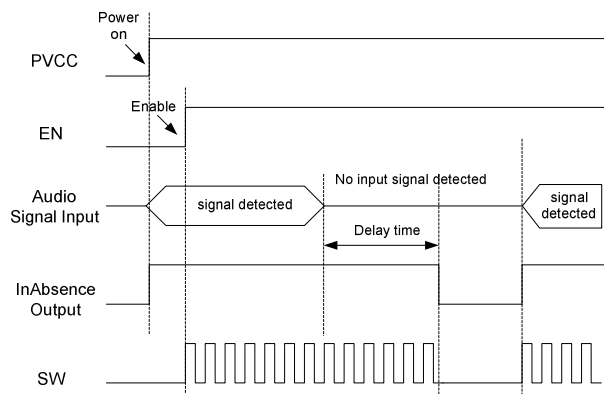 Power
on
PVCC
Enable
EN
No input signal detected
Audio
Signal Input
signal detected
signal
detected
Delay time
InAbsence
Output
SW